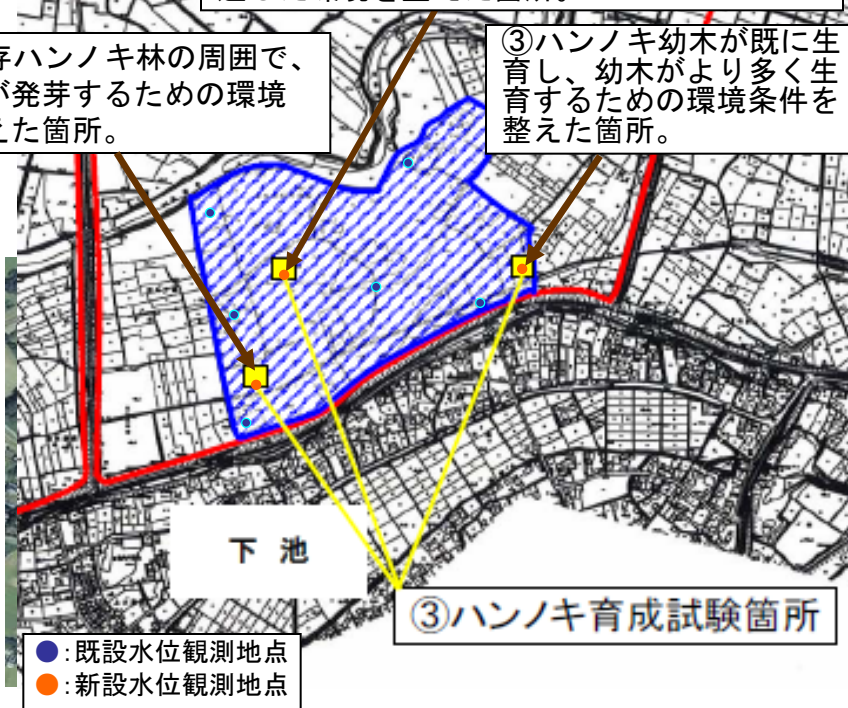 存ハンノキ林の周囲で、
が発芽するための環境
えた箇所。
③ハンノキ幼木が既に生
育し、幼木がより多く生
育するための環境条件を
整えた箇所。
下 池
③ハンノキ育成試験箇所
●:既設水位観測地点
●:新設水位観測地点